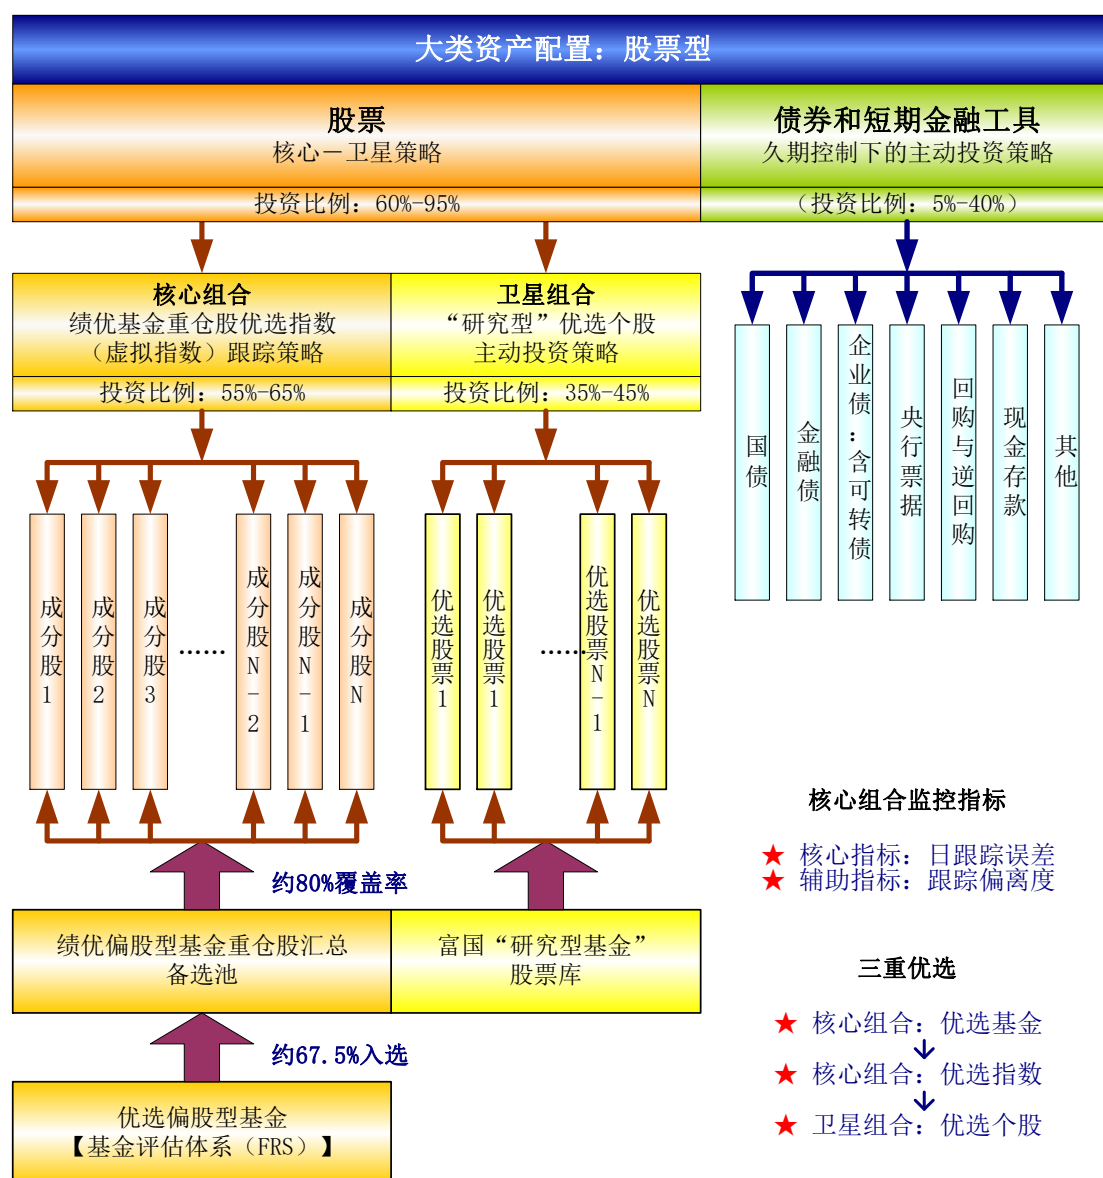 大类资产配置：股票型
股票
核心－卫星策略
投资比例：60%-95%
债券和短期金融工具
久期控制下的主动投资策略
（投资比例：5%-40%）
核心组合
绩优基金重仓股优选指数
（虚拟指数）跟踪策略
投资比例：55%-65%
卫星组合
“研究型”优选个股
主动投资策略
投资比例：35%-45%
国债
金融债
企业债：含可转债
央行票据
回购与逆回购
现金存款
其他
成分股1
成分股2
成分股3
……
成分股N-2
成分股N-1
成分股N
优选股票1
优选股票1
……
优选股票N-1
优选股票N
约80%覆盖率
绩优偏股型基金重仓股汇总
备选池
富国“研究型基金”
股票库
约67.5%入选
优选偏股型基金
【基金评估体系（FRS）】
核心组合监控指标
★ 核心指标：日跟踪误差
★ 辅助指标：跟踪偏离度
三重优选
★ 核心组合：优选基金
★ 核心组合：优选指数
★ 卫星组合：优选个股